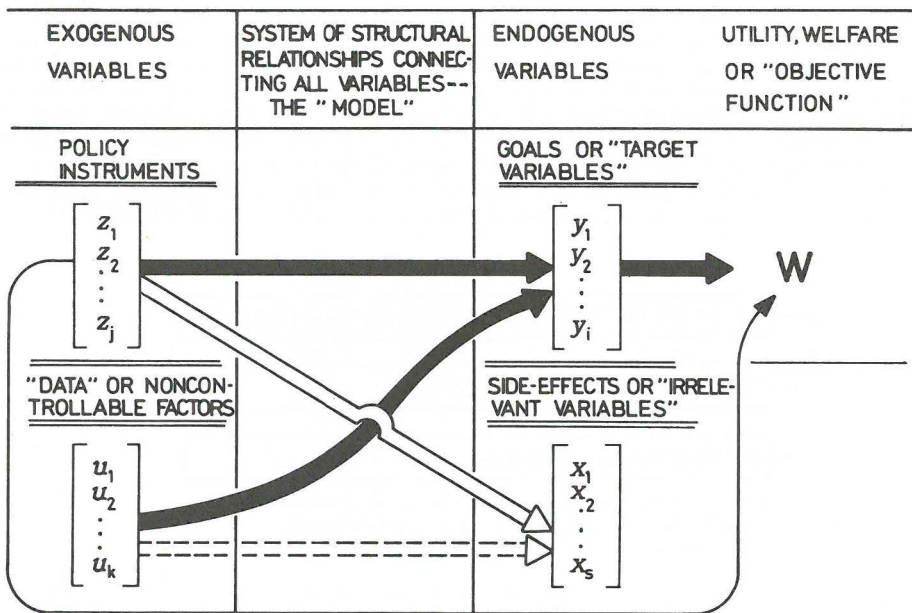 EXOGENOUS
VARIABLES
SYSTEM OF STRUCTURAL
RELATIONSHIPS CONNEC-
TING ALL VARIABLES--
THE "MODEL"
ENDOGENOUS
VARIABLES
UTILITY, WELFARE
OR "OBJECTIVE
FUNCTION"
POLICY
INSTRUMENTS
z₁
z₂
.
.
.
zⱼ
GOALS OR "TARGET
VARIABLES"
y₁
y₂
.
.
.
yᵢ
W
"DATA" OR NONCON-
TROLLABLE FACTORS
u₁
u₂
.
.
.
uₖ
SIDE-EFFECTS OR "IRRELE-
VANT VARIABLES"
x₁
x₂
.
.
.
xₛ